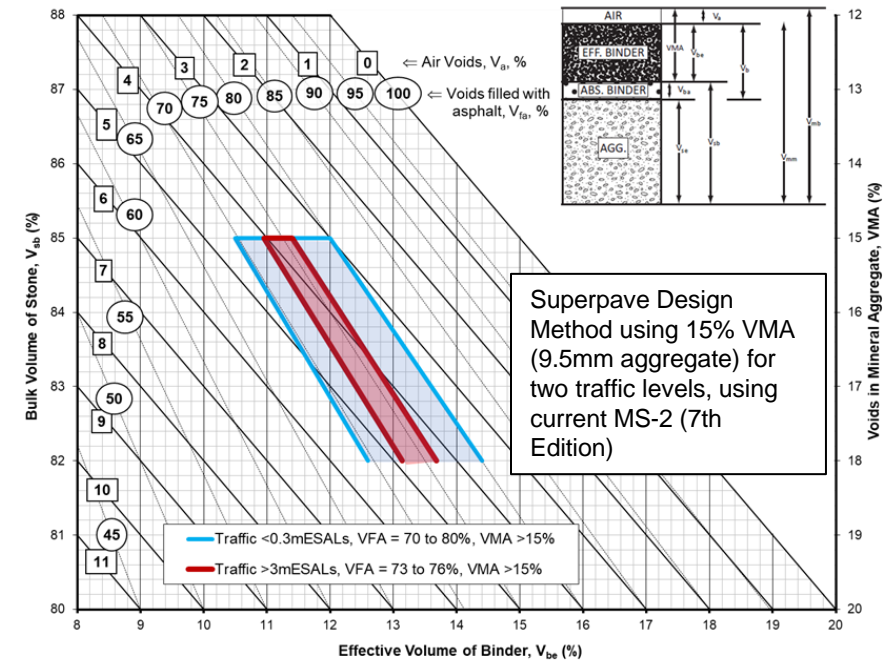 88
87
86
85
84
83
82
81
80
Bulk Volume of Stone, Vsb (%)
8
9
10
11
12
13
14
15
16
17
18
19
20
Effective Volume of Binder, Vbe (%)
12
13
14
15
16
17
18
19
20
Voids in Mineral Aggregate, VMA (%)
0
1
2
3
4
5
6
7
8
9
10
11
⇐ Air Voids, Va, %
100
95
90
85
80
75
70
65
60
55
50
45
⇐ Voids filled with
asphalt, Vfa, %
AIR
EFF. BINDER
ABS. BINDER
AGG.
Va
VMA
Vbe
Vb
Vba
Vse
Vsb
Vmm
Vmb
Superpave Design
Method using 15% VMA
(9.5mm aggregate) for
two traffic levels, using
current MS-2 (7th
Edition)
Traffic <0.3mESALs, VFA = 70 to 80%, VMA >15%
Traffic >3mESALs, VFA = 73 to 76%, VMA >15%